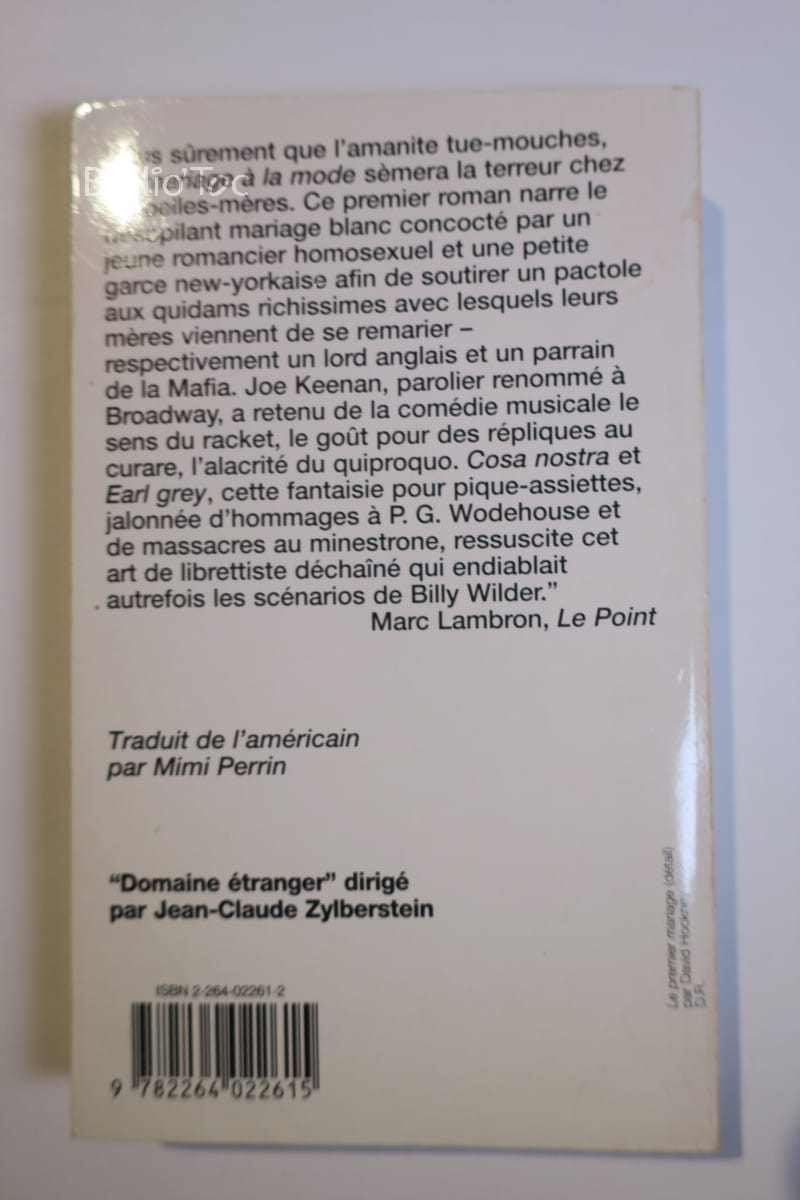 sûrement que l'amanite tue-mouches,
à la mode sèmera la terreur chez
Ce premier roman narre le
mariage blanc concocté par un
jeune romancier homosexuel et une petite
garce new-yorkaise afin de soutirer un pactole
aux quidams richissimes avec lesquels leurs
mères viennent de se remarier –
respectivement un lord anglais et un parrain
de la Mafia. Joe Keenan, parolier renommé à
Broadway, a retenu de la comédie musicale le
sens du racket, le goût pour des répliques au
curare, l'alacrité du quiproquo. Cosa nostra et
Earl grey, cette fantaisie pour pique-assiettes,
jalonnée d'hommages à P. G. Wodehouse et
de massacres au minestrone, ressuscite cet
art de librettiste déchaîné qui endiablait
autrefois les scénarios de Billy Wilder.”
Marc Lambron, Le Point
Traduit de l'américain
par Mimi Perrin
“Domaine étranger” dirigé
par Jean-Claude Zylberstein
ISBN 2-264-02261-2
9 782264 022615
Le premier mariage (détail)
par David
D.R.